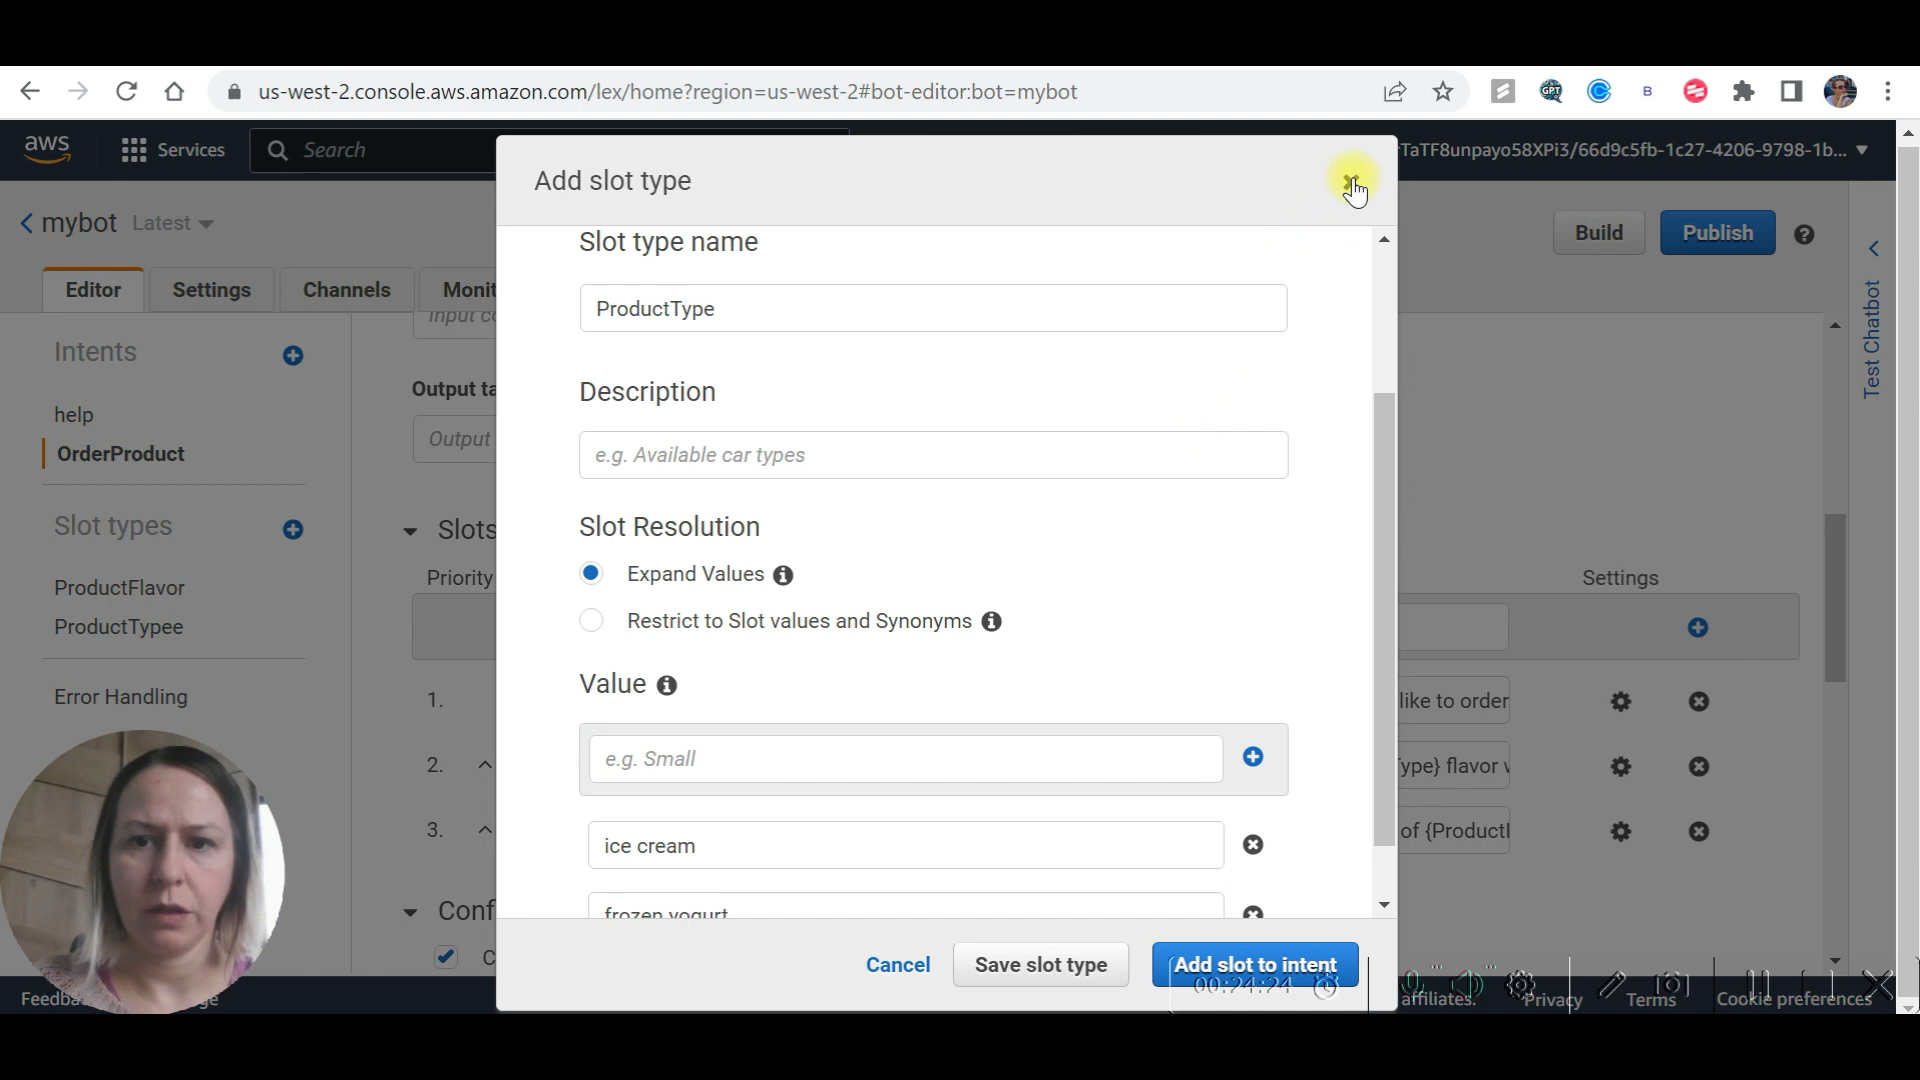 us-west-2.console.aws.amazon.com/lex/home?region=us-west-2#bot-editor:bot=mybot
GPT
B
aws
Services
Search
TaTF8unpayo58XPi3/66d9c5fb-1c27-4206-9798-1b...
Add slot type
mybot
Latest
Build
Publish
Slot type name
Editor
Settings
Channels
Monit
ProductType
Test Chatbot
Input co
Intents
Output ta
Description
help
Output
e.g. Available car types
OrderProduct
Slot types
Slots
Slot Resolution
Priority
Expand Values
Settings
ProductFlavor
Restrict to Slot values and Synonyms
ProductTypee
Value
Error Handling
1.
like to order
e.g. Small
2.
ype} flavor w
3.
ice cream
of {Productl
Conf
frozen yogurt
C
Cancel
Save slot type
Add slot to intent
00:24:24
Feedba
ge
affiliates.
Privacy
Terms
Cookie preferences